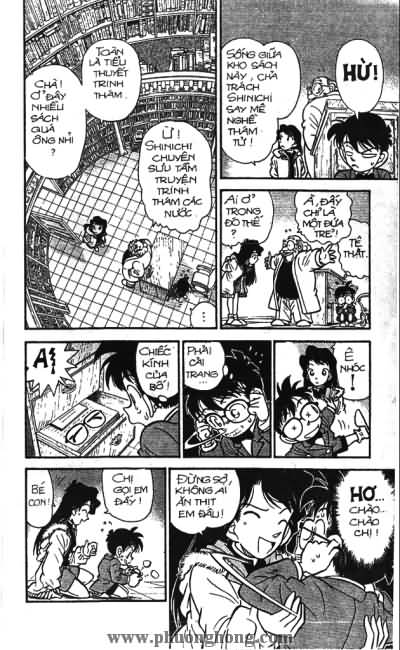 CHÀ!
Ở ĐÂY
NHIỀU
SÁCH
QUÁ
ÔNG NHỈ
?
TOÀN
LÀ TIỂU
THUYẾT
TRINH
THÁM.
Ừ!
SHINICHI
CHUYÊN
SƯU TẦM
TRUYỆN
TRINH
THÁM CÁC
NƯỚC.
...
SỐNG GIỮA
KHO SÁCH
NÀY, CHẢ
TRÁCH
SHINICHI
SAY MÊ
NGHỀ
THÁM
TỬ!
HỪ!
AI Ở
TRONG
ĐÓ THẾ
?
À, ĐÂY
CHỈ LÀ
MỘT ĐỨA
TRẺ!
TỆ
THẬT.
A!
CHIẾC
KÍNH
CỦA
BỐ!
PHẢI
CẢI
TRANG
...
Ê
NHÓC
!
BÉ
CON!
CHỊ
GỌI EM
ĐẤY!
ĐỪNG SỢ,
KHÔNG AI
ĂN THỊT
EM ĐÂU!
HƠ...
CHÀO...
CHÀO
CHỊ!
www.phuonghong.com